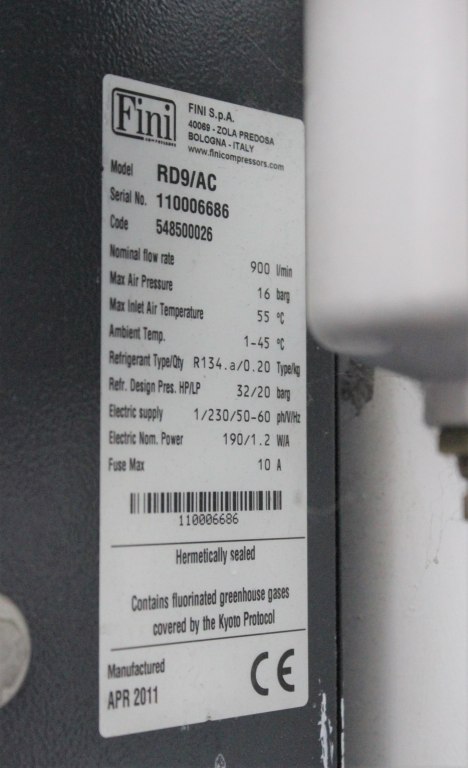 Fini
COMPRESSORS
FINI S.p.A.
40069 - ZOLA PREDOSA
BOLOGNA - ITALY
www.finicompressors.com
Model RD9/AC
Serial No. 110006686
Code 548500026
Nominal flow rate 900 l/min
Max Air Pressure 16 barg
Max Inlet Air Temperature 55 °C
Ambient Temp. 1-45 °C
Refrigerant Type/Qty R134.a/0.20 Type/kg
Refr. Design Pres. HP/LP 32/20 barg
Electric supply 1/230/50-60 ph/V/Hz
Electric Nom. Power 190/1.2 W/A
Fuse Max 10 A
110006686
Hermetically sealed
Contains fluorinated greenhouse gases
covered by the Kyoto Protocol
Manufactured
APR 2011
CE